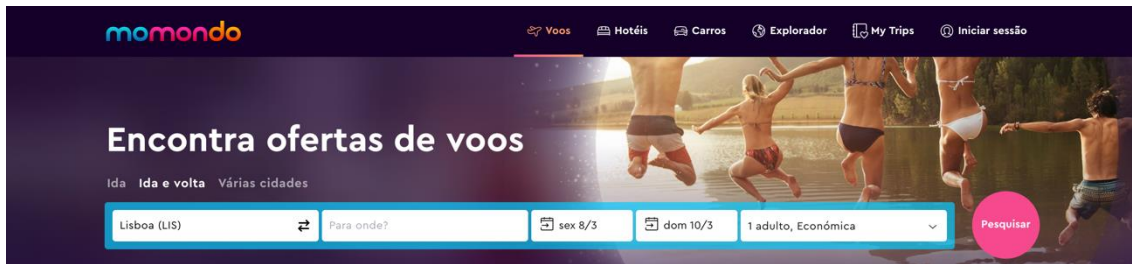 momondo
Voos Hotéis Carros Explorador My Trips Iniciar sessão
Encontra ofertas de voos
Ida Ida e volta Várias cidades
Lisboa (LIS) Para onde? sex 8/3 dom 10/3 1 adulto, Económica Pesquisar